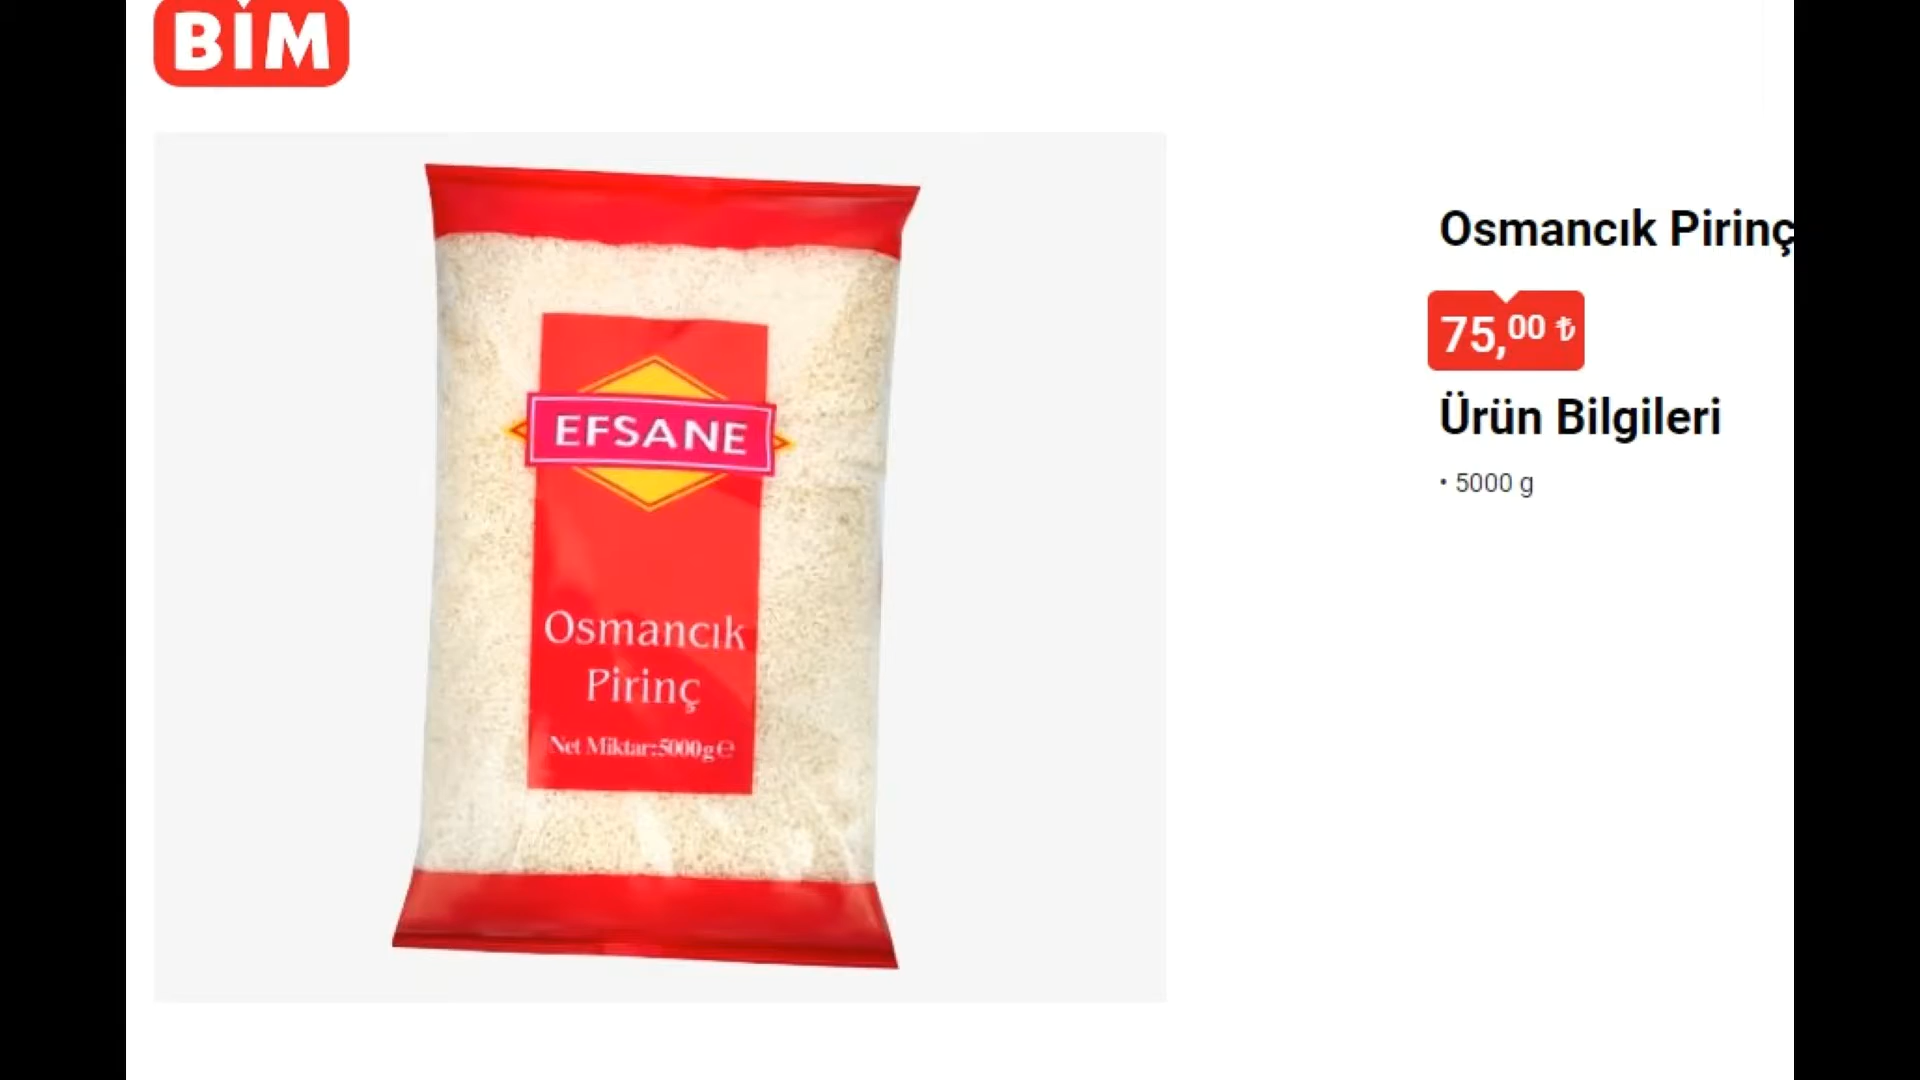 BİM
Osmancık Pirinç
75,00 ₺
Ürün Bilgileri
• 5000 g
EFSANE
Osmancık
Pirinç
Net Miktar:5000g℮